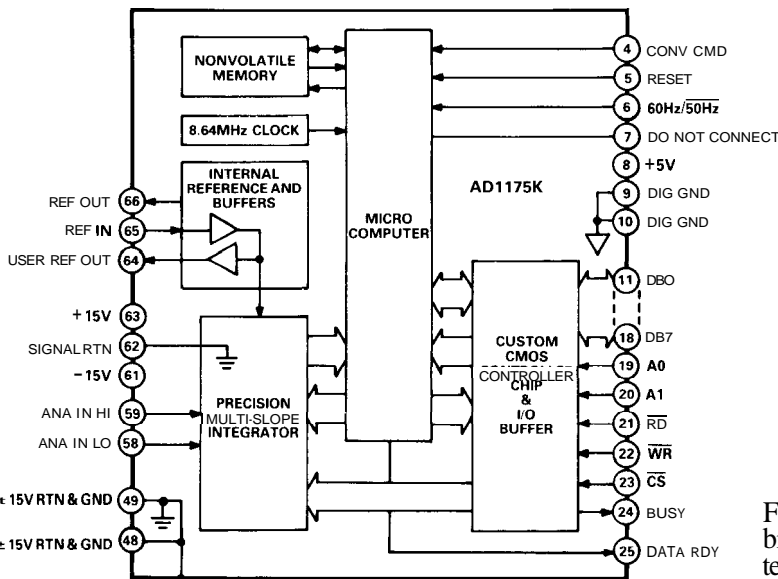 NONVOLATILE
MEMORY
8.64MHz CLOCK
INTERNAL
REFERENCE AND
BUFFERS
MICRO
COMPUTER
AD1175K
PRECISION
MULTI-SLOPE
INTEGRATOR
CUSTOM
CMOS
CONTROLLER
CHIP
&
I/O
BUFFER
REF OUT 66
REF IN 65
USER REF OUT 64
+15V 63
SIGNALRTN 62
-15V 61
ANA IN HI 59
ANA IN LO 58
± 15V RTN & GND 49
± 15V RTN & GND 48
4 CONV CMD
5 RESET
6 60Hz/50Hz
7 DO NOT CONNECT
8 +5V
9 DIG GND
10 DIG GND
11 DBO
18 DB7
19 A0
20 A1
21 RD
22 WR
23 CS
24 BUSY
25 DATA RDY